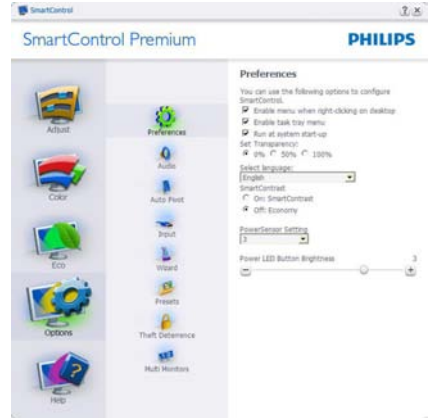 SmartControl
SmartControl Premium
PHILIPS
Adjust
Color
Eco
Options
Help
Preferences
Audio
Auto Pivot
Input
Wizard
Presets
Theft Deterrence
Multi Monitors
Preferences
You can use the following options to configure
SmartControl.
Enable menu when right-clicking on desktop
Enable task tray menu
Run at system start-up
Set Transparency:
0% 50% 100%
Select language:
English
SmartContrast
On: SmartContrast
Off: Economy
PowerSensor Setting
3
Power LED Button Brightness 3